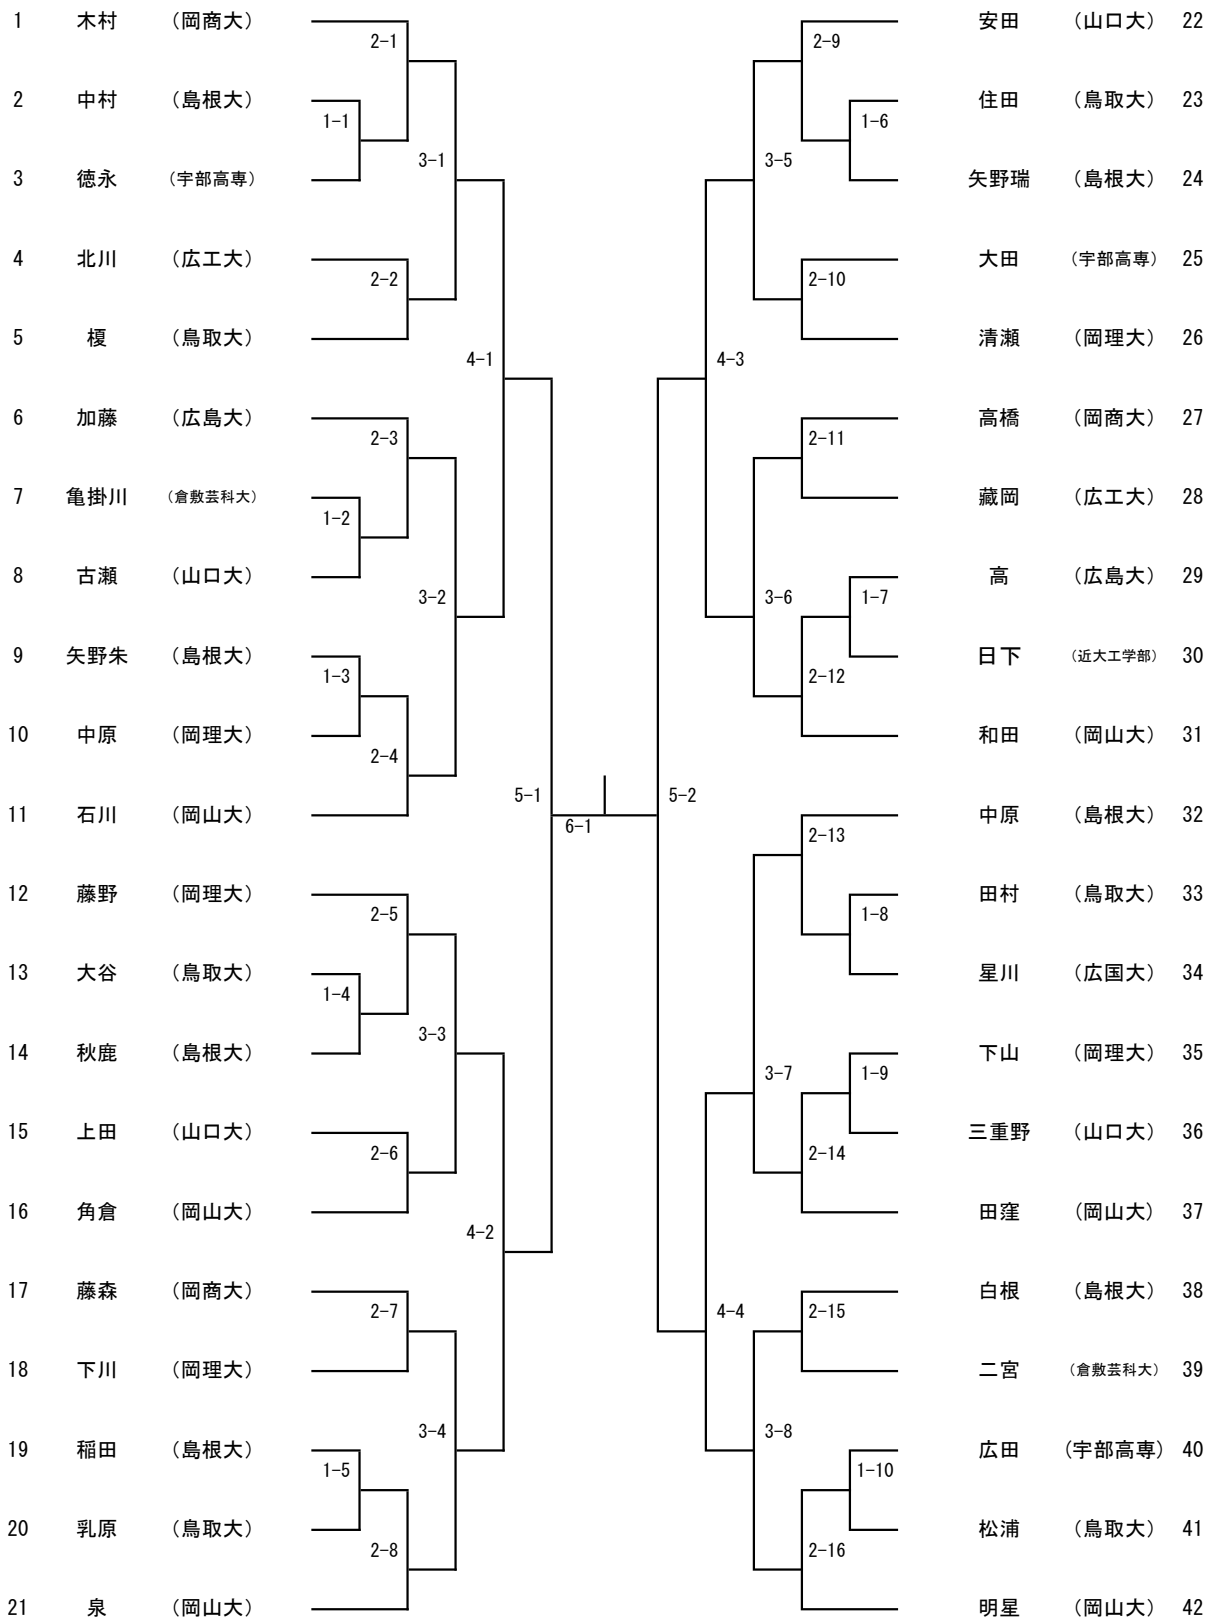 1 木村 （岡商大） 安田 （山口大） 22
2-1 2-9
2 中村 （島根大） 住田 （鳥取大） 23
1-1 1-6
3-1 3-5
3 徳永 （宇部高専） 矢野瑞 （島根大） 24
4 北川 （広工大） 大田 （宇部高専） 25
2-2 2-10
5 榎 （鳥取大） 清瀬 （岡理大） 26
4-1 4-3
6 加藤 （広島大） 高橋 （岡商大） 27
2-3 2-11
7 亀掛川 （倉敷芸科大） 藏岡 （広工大） 28
1-2
8 古瀬 （山口大） 高 （広島大） 29
3-2 3-6 1-7
9 矢野朱 （島根大） 日下 （近大工学部） 30
1-3 2-12
10 中原 （岡理大） 和田 （岡山大） 31
2-4
5-1 5-2
11 石川 （岡山大） 中原 （島根大） 32
6-1 2-13
12 藤野 （岡理大） 田村 （鳥取大） 33
2-5 1-8
13 大谷 （鳥取大） 星川 （広国大） 34
1-4
3-3
14 秋鹿 （島根大） 下山 （岡理大） 35
3-7 1-9
15 上田 （山口大） 三重野 （山口大） 36
2-6 2-14
16 角倉 （岡山大） 田窪 （岡山大） 37
4-2
17 藤森 （岡商大） 白根 （島根大） 38
2-7 4-4 2-15
18 下川 （岡理大） 二宮 （倉敷芸科大） 39
3-4 3-8
19 稲田 （島根大） 広田 （宇部高専） 40
1-5 1-10
20 乳原 （鳥取大） 松浦 （鳥取大） 41
2-8 2-16
21 泉 （岡山大） 明星 （岡山大） 42